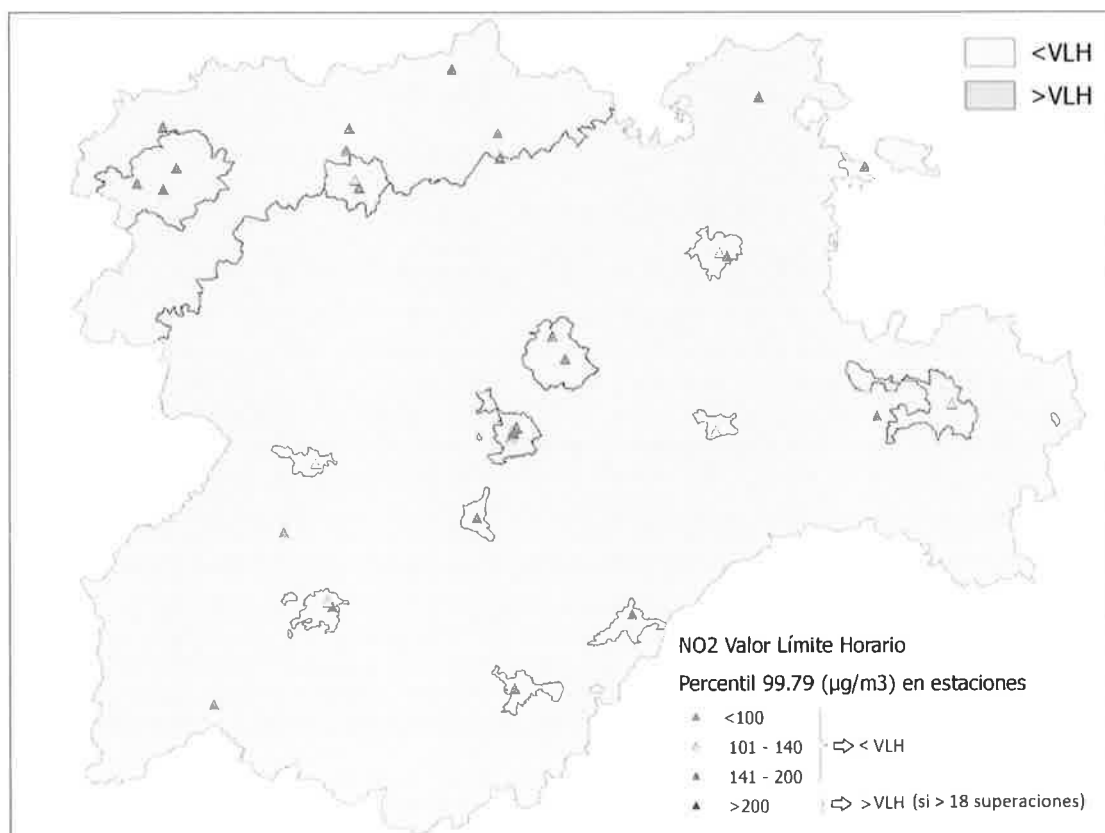 <VLH
>VLH
NO2 Valor Límite Horario
Percentil 99.79 (µg/m3) en estaciones
<100
101 - 140
141 - 200
>200
⇨ < VLH
⇨ >VLH (si > 18 superaciones)